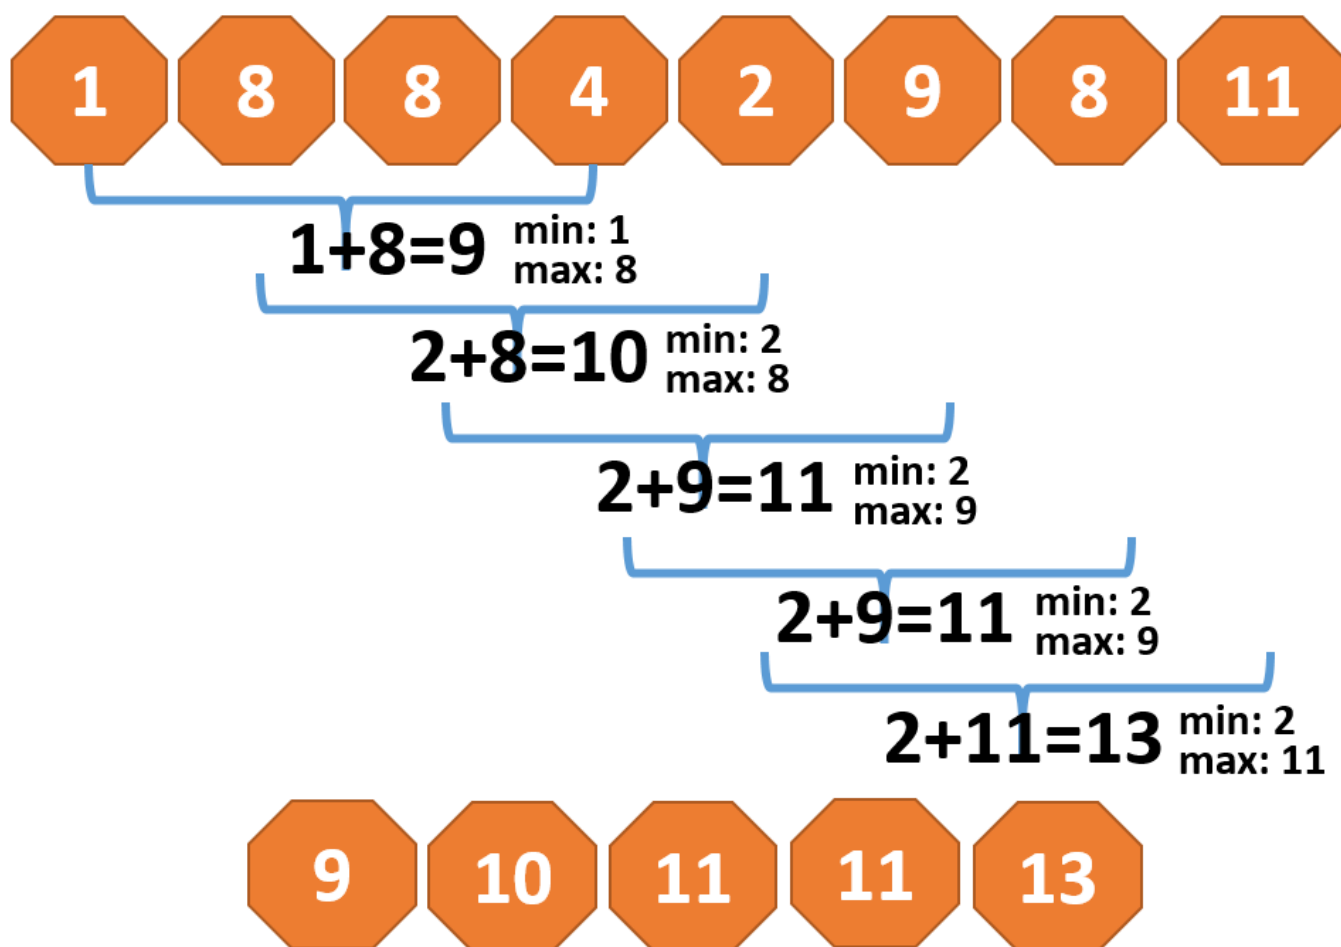 1 8 8 4 2 9 8 11
1+8=9 min: 1
max: 8
2+8=10 min: 2
max: 8
2+9=11 min: 2
max: 9
2+9=11 min: 2
max: 9
2+11=13 min: 2
max: 11
9 10 11 11 13